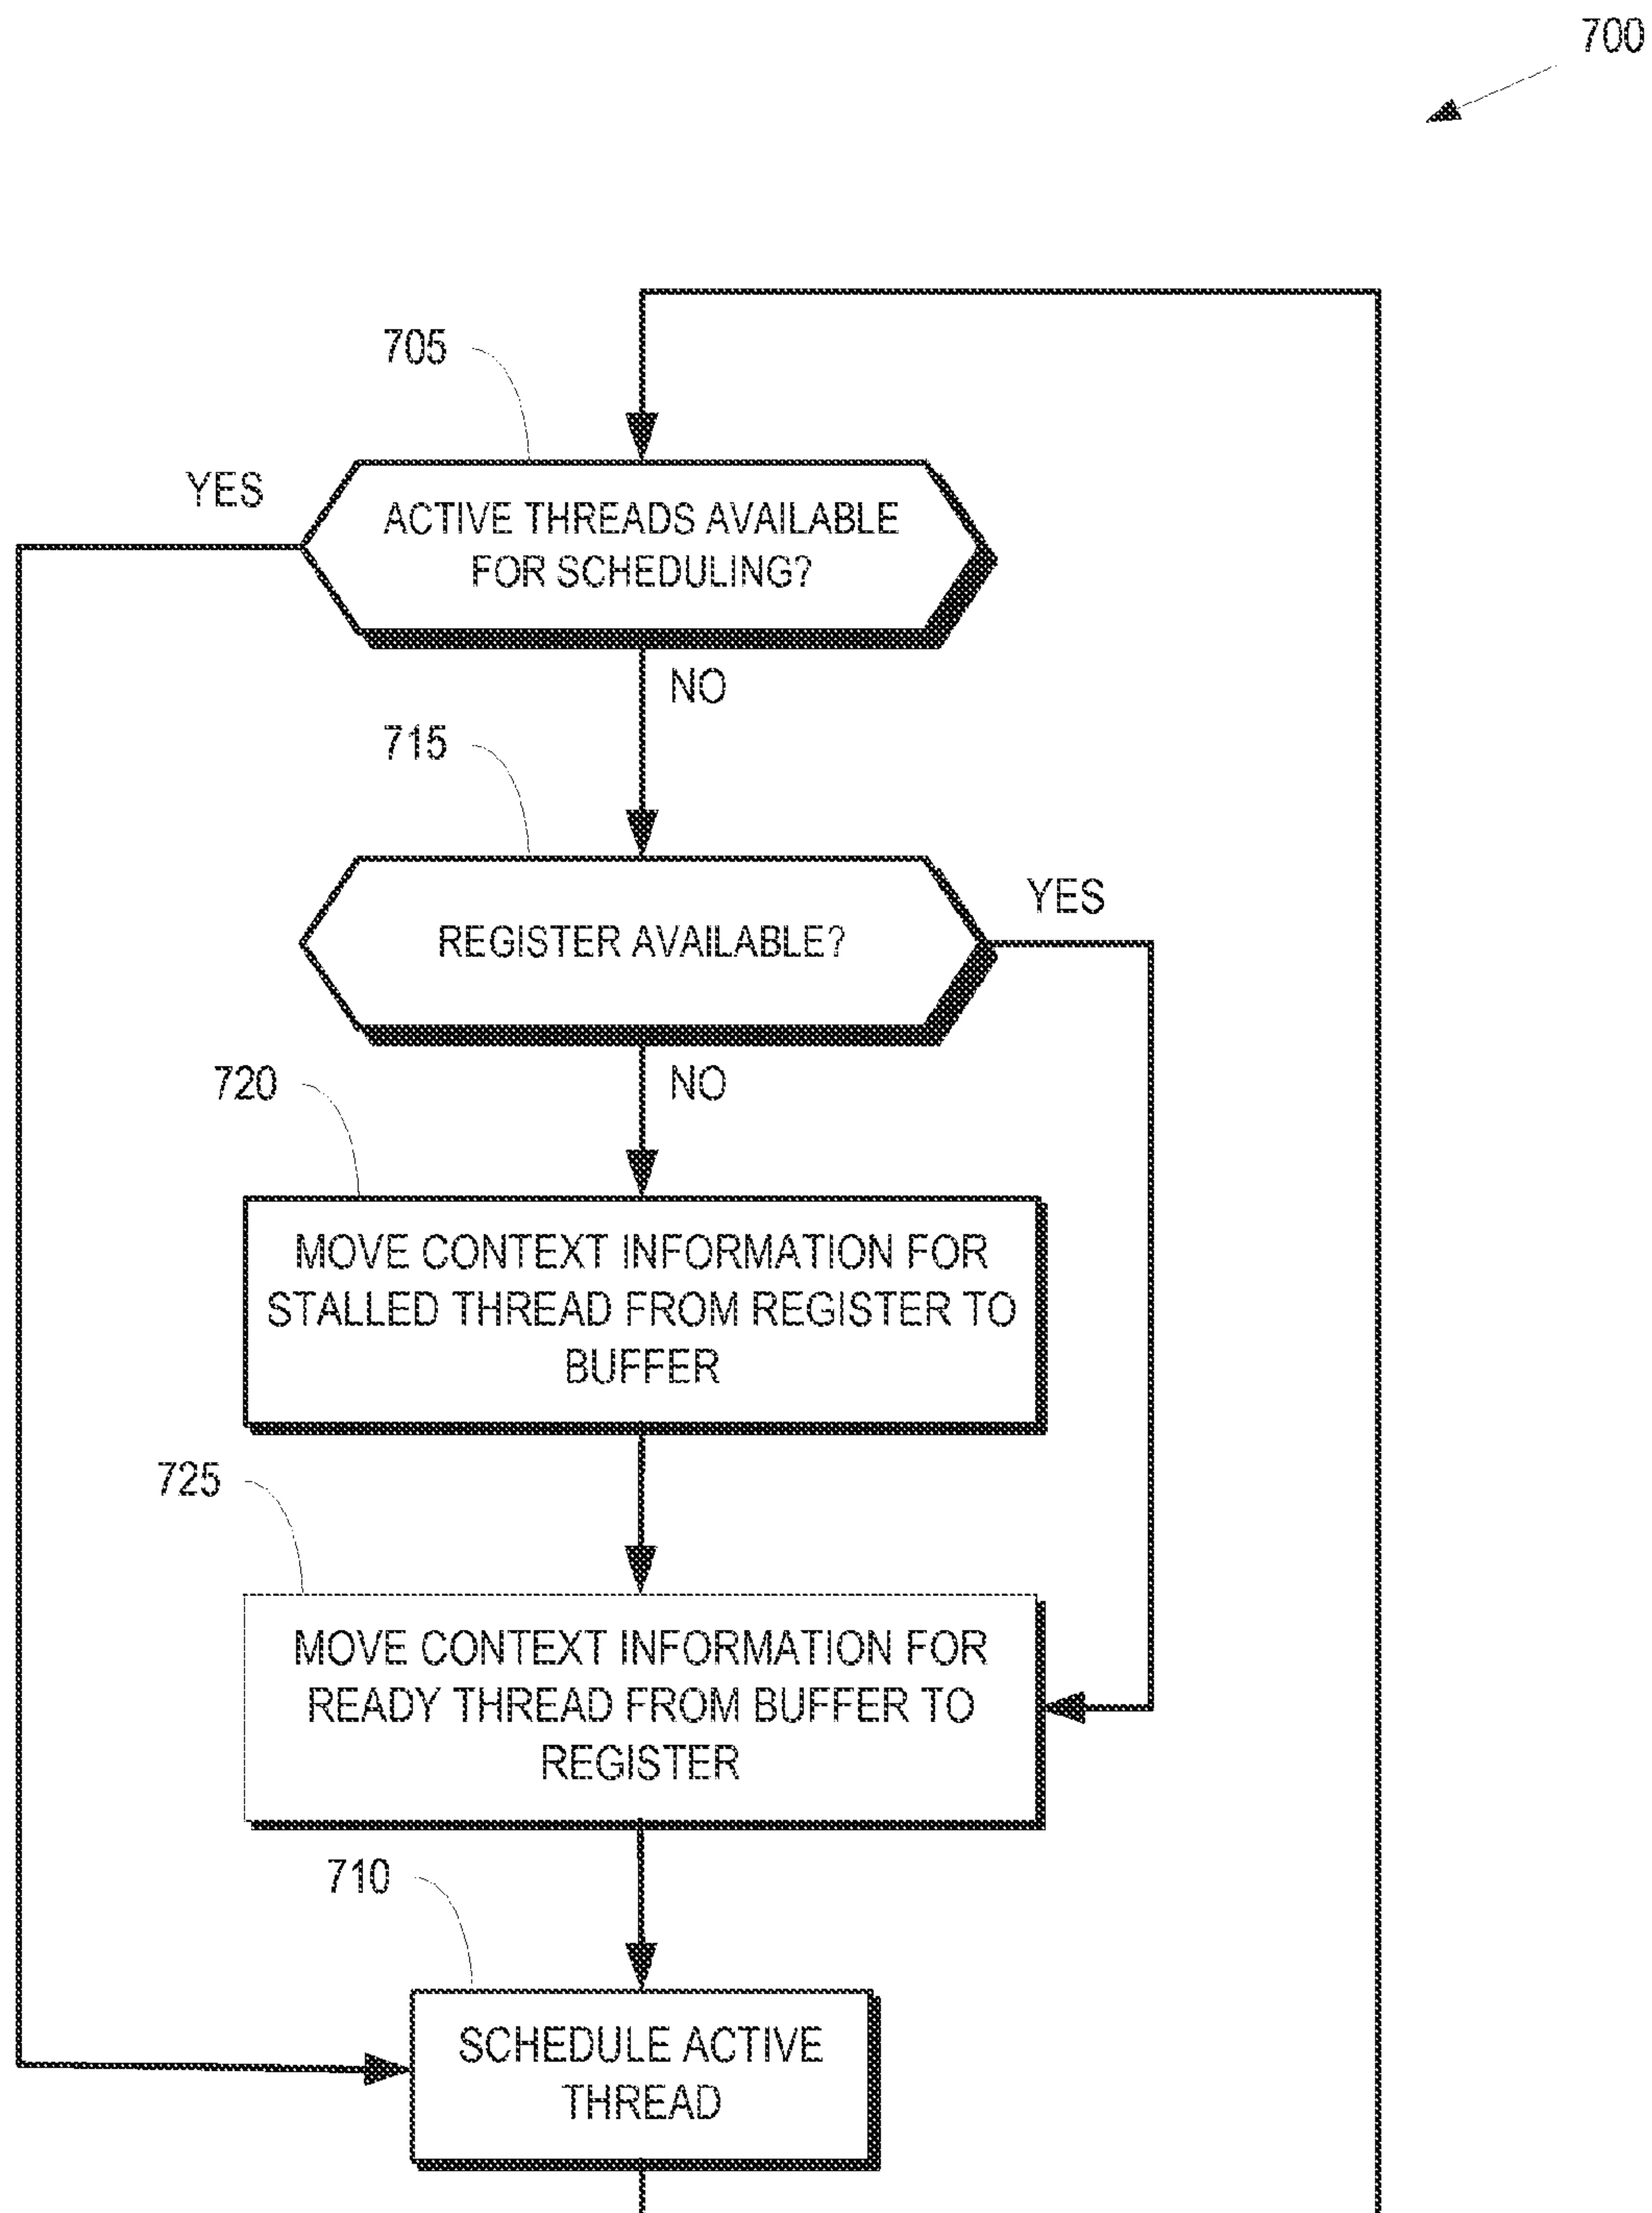 700
705
YES
ACTIVE THREADS AVAILABLE
FOR SCHEDULING?
NO
715
YES
REGISTER AVAILABLE?
720
NO
MOVE CONTEXT INFORMATION FOR
STALLED THREAD FROM REGISTER TO
BUFFER
725
MOVE CONTEXT INFORMATION FOR
READY THREAD FROM BUFFER TO
REGISTER
710
SCHEDULE ACTIVE
THREAD